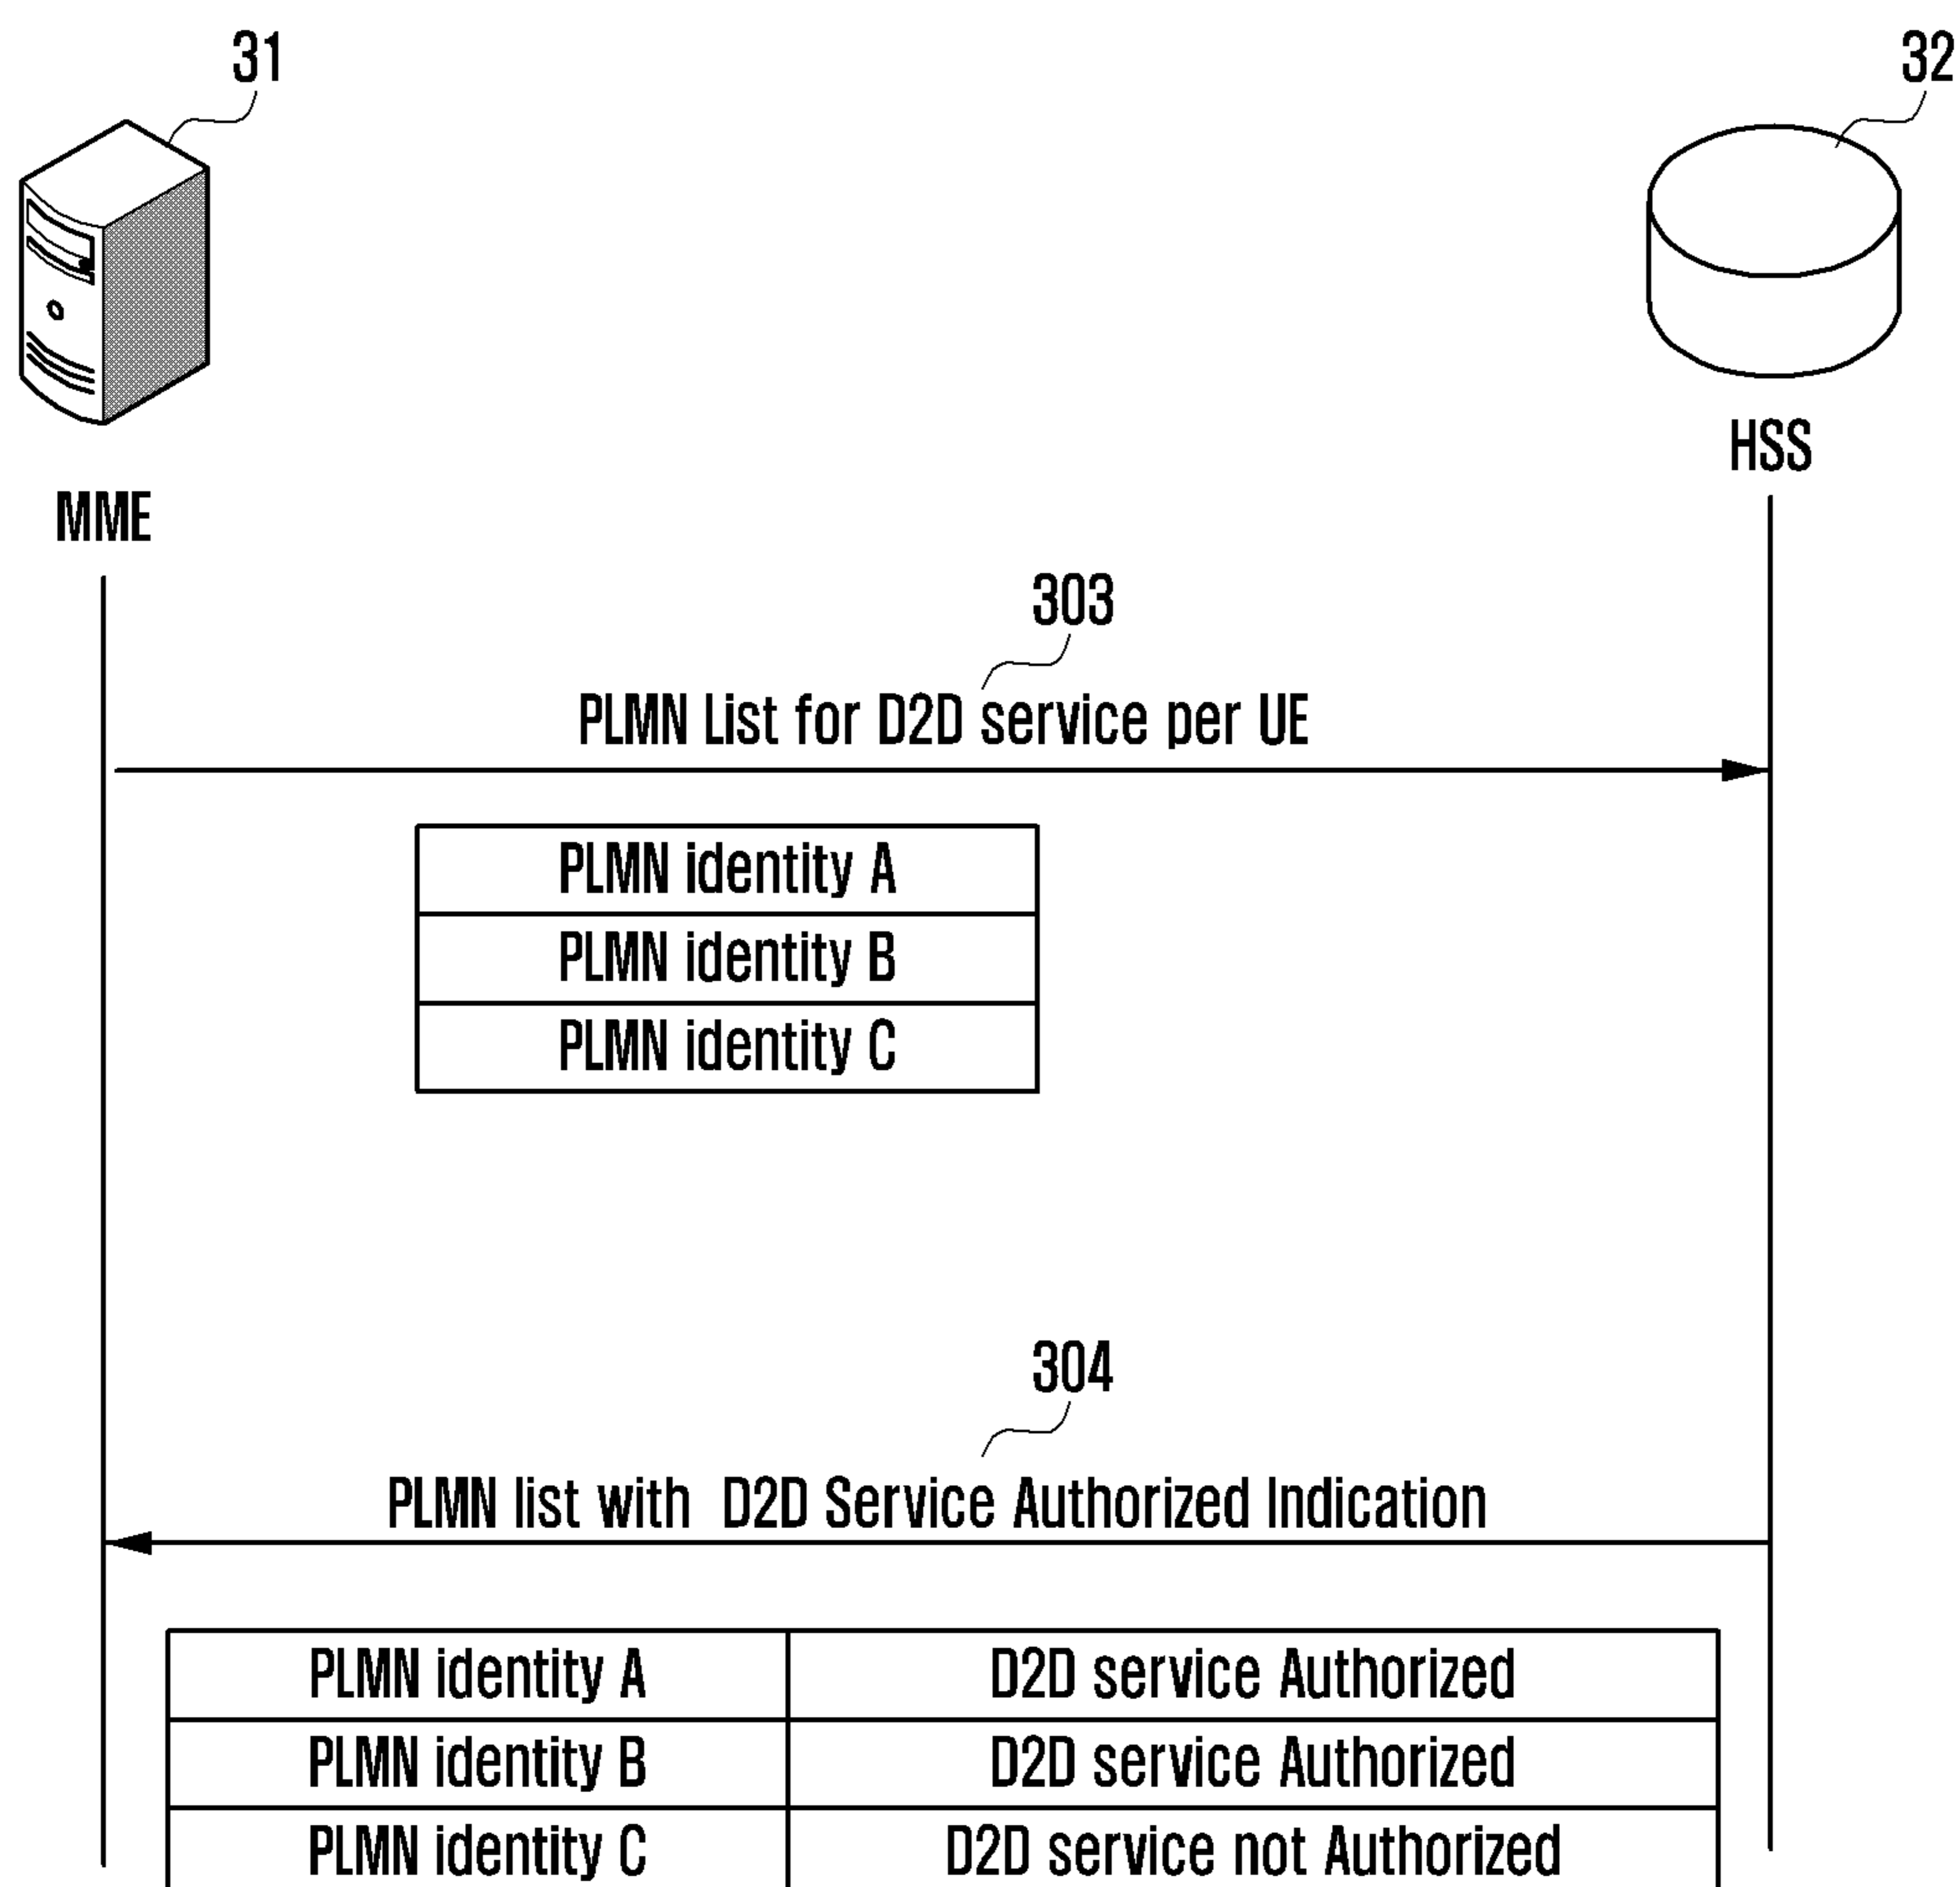 31
32
HSS
MME
303
PLMN List for D2D service per UE
PLMN identity A
PLMN identity B
PLMN identity C
304
PLMN list with D2D Service Authorized Indication
PLMN identity A D2D service Authorized
PLMN identity B D2D service Authorized
PLMN identity C D2D service not Authorized